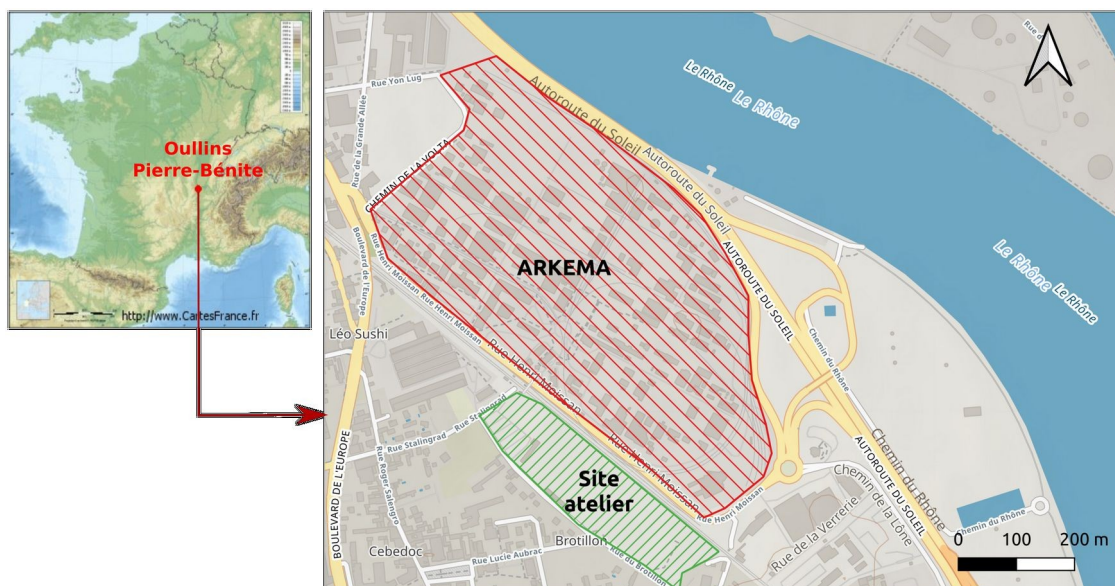 Oullins
Pierre-Bénite
http://www.CartesFrance.fr
Rue Yon Lug
Rue de la Grande Allée
CHEMIN DE LA VOLTA
Autoroute du Soleil
Autoroute du Soleil
AUTOROUTE DU SOLEIL
AUTOROUTE DU SOLEIL
Le Rhône
Le Rhône
Le Rhône
Le Rhône
Le Rhône
Rue d
ARKEMA
Boulevard de l'Europe
Rue Henri Moissan
Rue Henri Moissan
Rue Henri Moissan
Rue Henri Moissan
Rue Henri Moissan
Léo Sushi
Rue Stalingrad
Rue Stalingrad
BOULEVARD DE L'EUROPE
Rue Roger Salengro
Site
atelier
Cebedoc
Rue Lucie Aubrac
Brotillon
Rue du Brotillon
Rue de la Verrerie
Chemin de la Lône
Chemin du Rhône
Chemin du Rhône
Chemin du Rhône
0 100 200 m